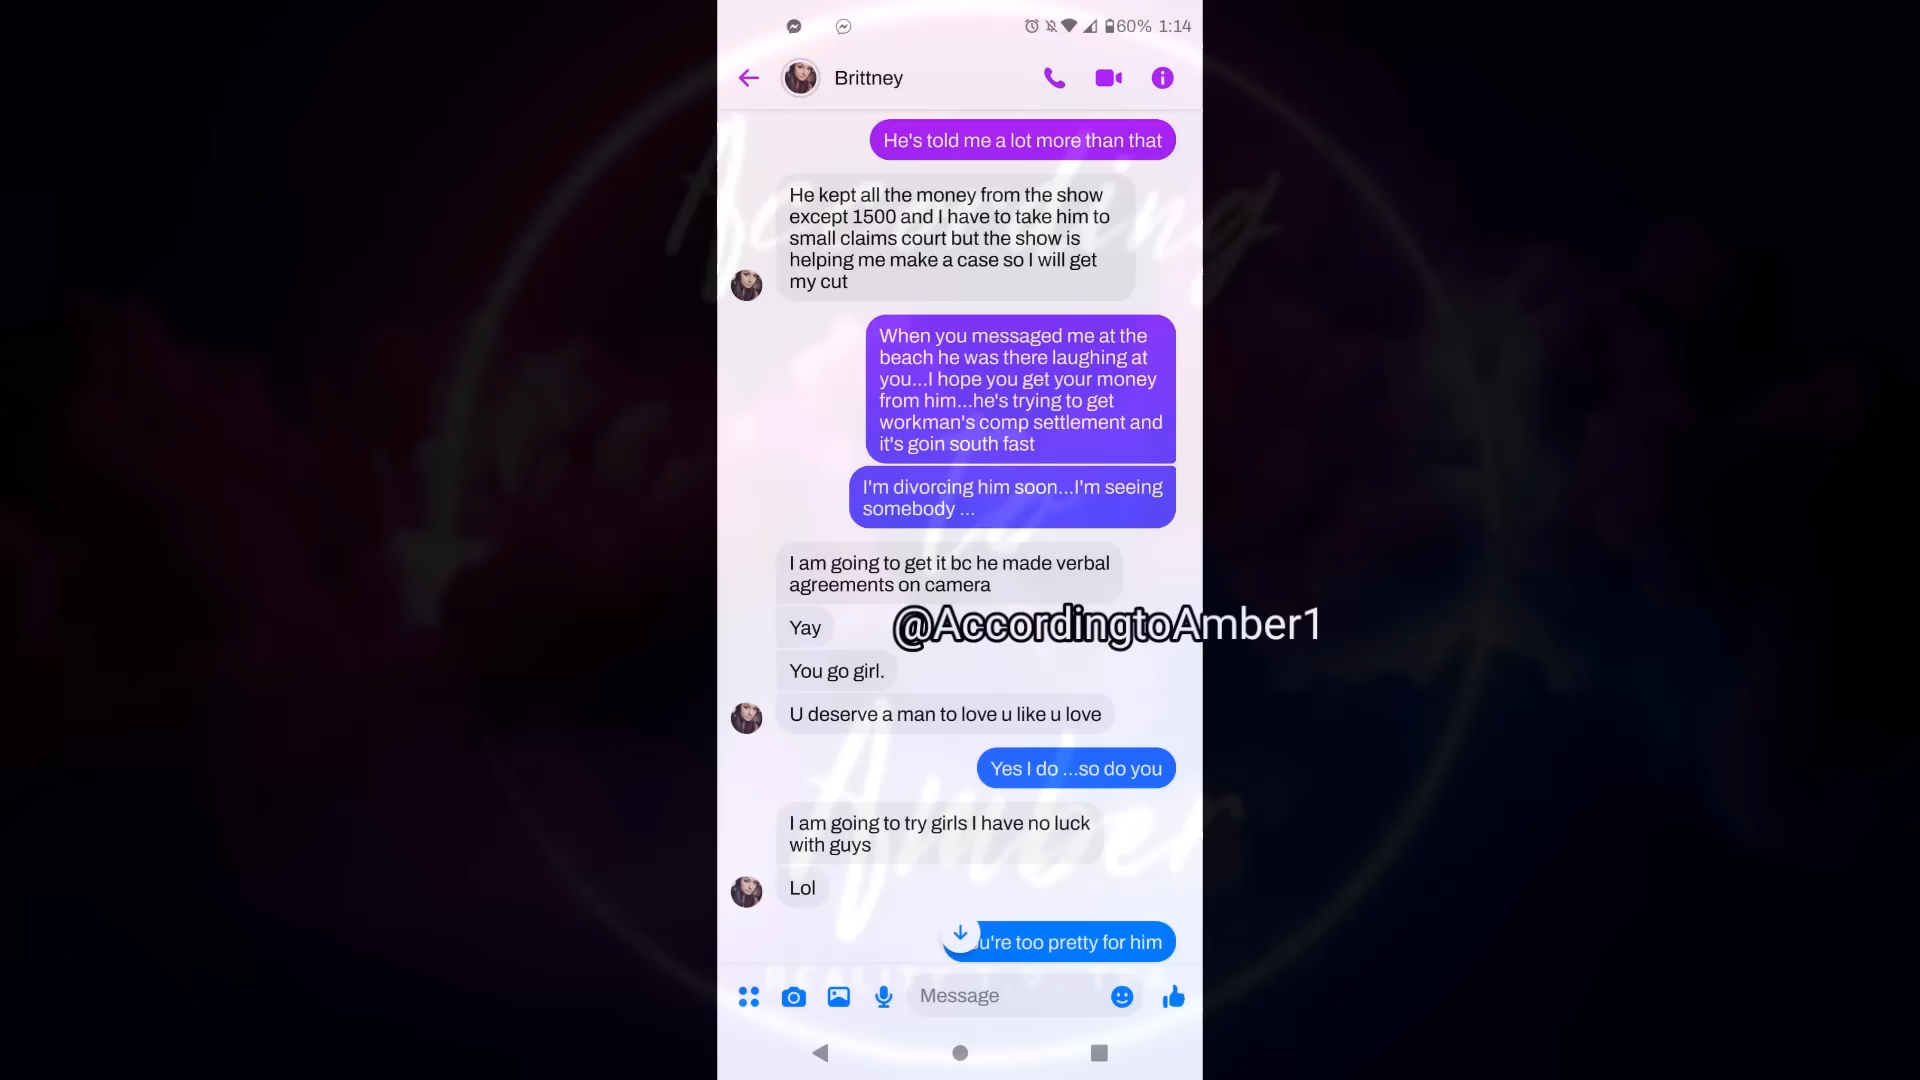 60% 1:14
Brittney
He's told me a lot more than that
He kept all the money from the show
except 1500 and I have to take him to
small claims court but the show is
helping me make a case so I will get
my cut
When you messaged me at the
beach he was there laughing at
you...I hope you get your money
from him...he's trying to get
workman's comp settlement and
it's goin south fast
I'm divorcing him soon...I'm seeing
somebody ...
I am going to get it bc he made verbal
agreements on camera
Yay
@AccordingtoAmber1
You go girl.
U deserve a man to love u like u love
Yes I do ...so do you
I am going to try girls I have no luck
with guys
Lol
u're too pretty for him
Message
According
to
Amber